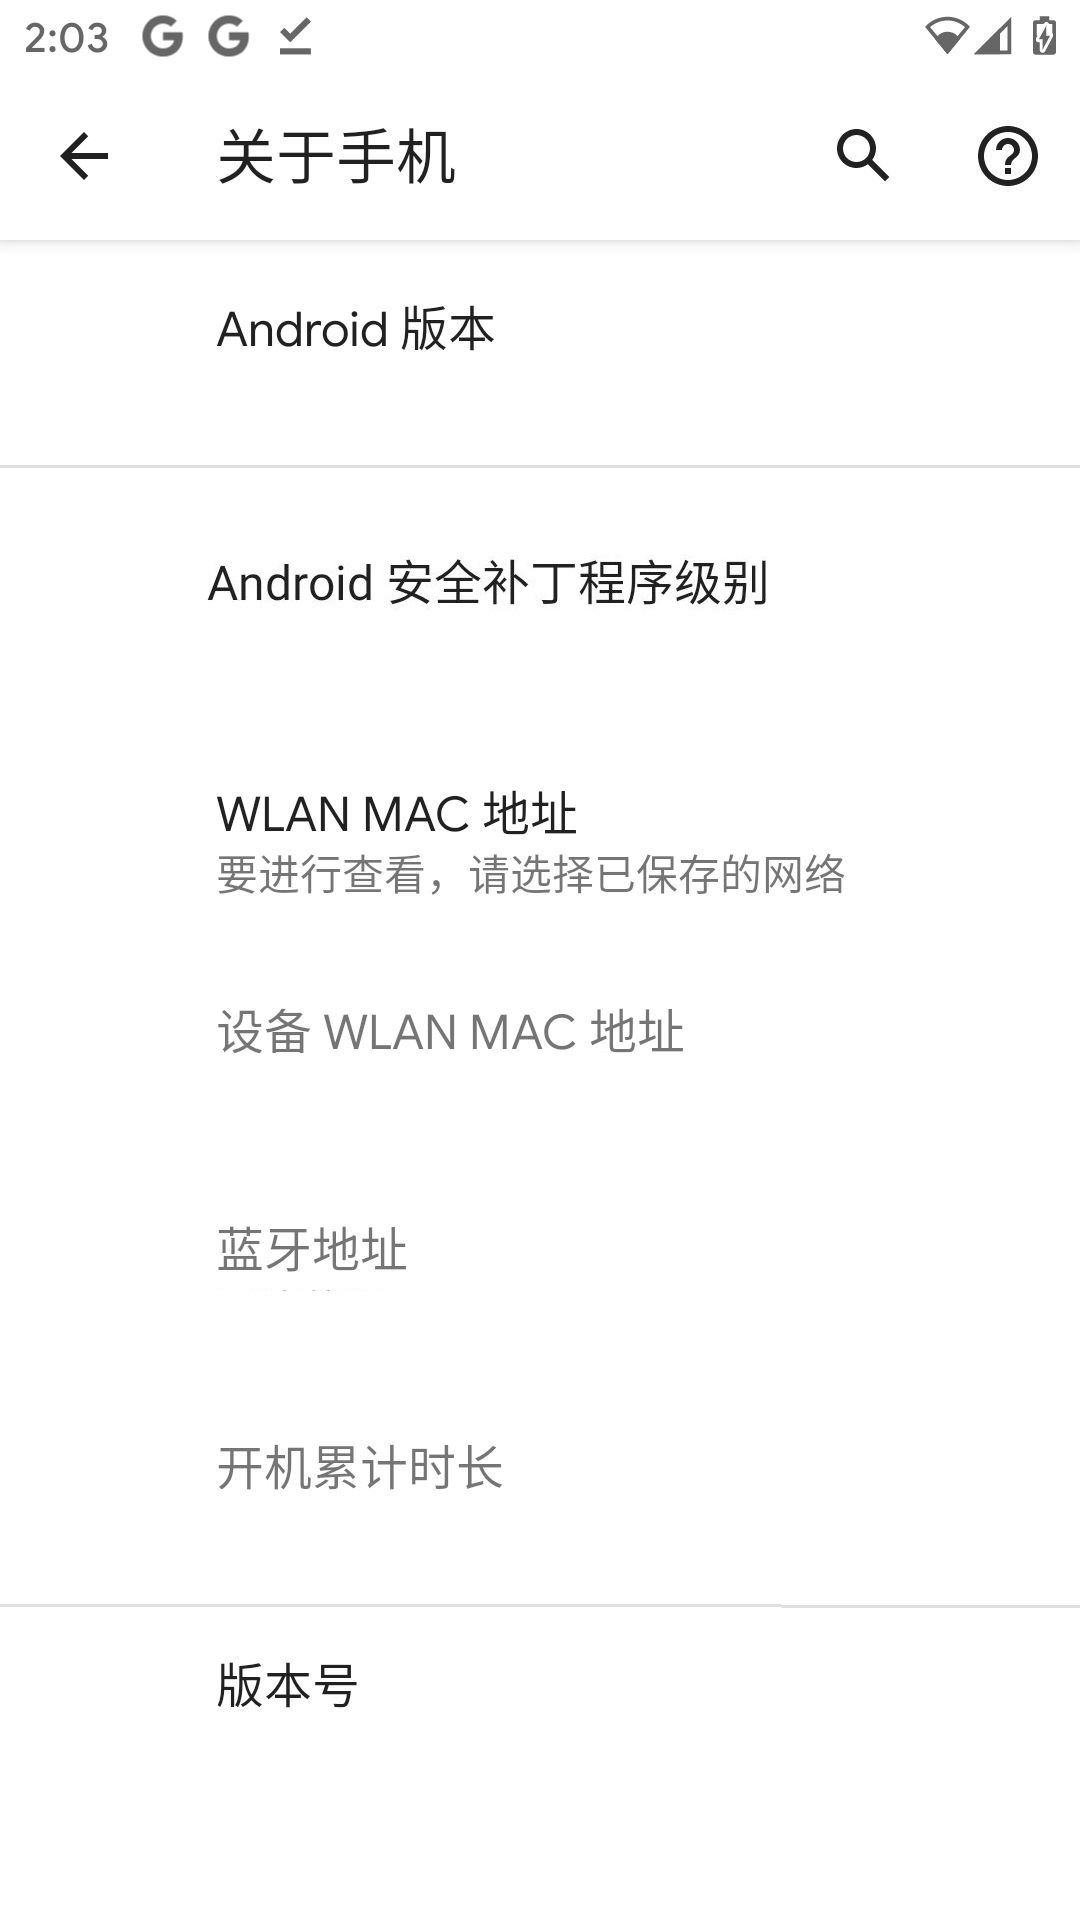 2:03
关于手机
Android 版本
Android 安全补丁程序级别
WLAN MAC 地址
要进行查看，请选择已保存的网络
设备 WLAN MAC 地址
蓝牙地址
开机累计时长
版本号